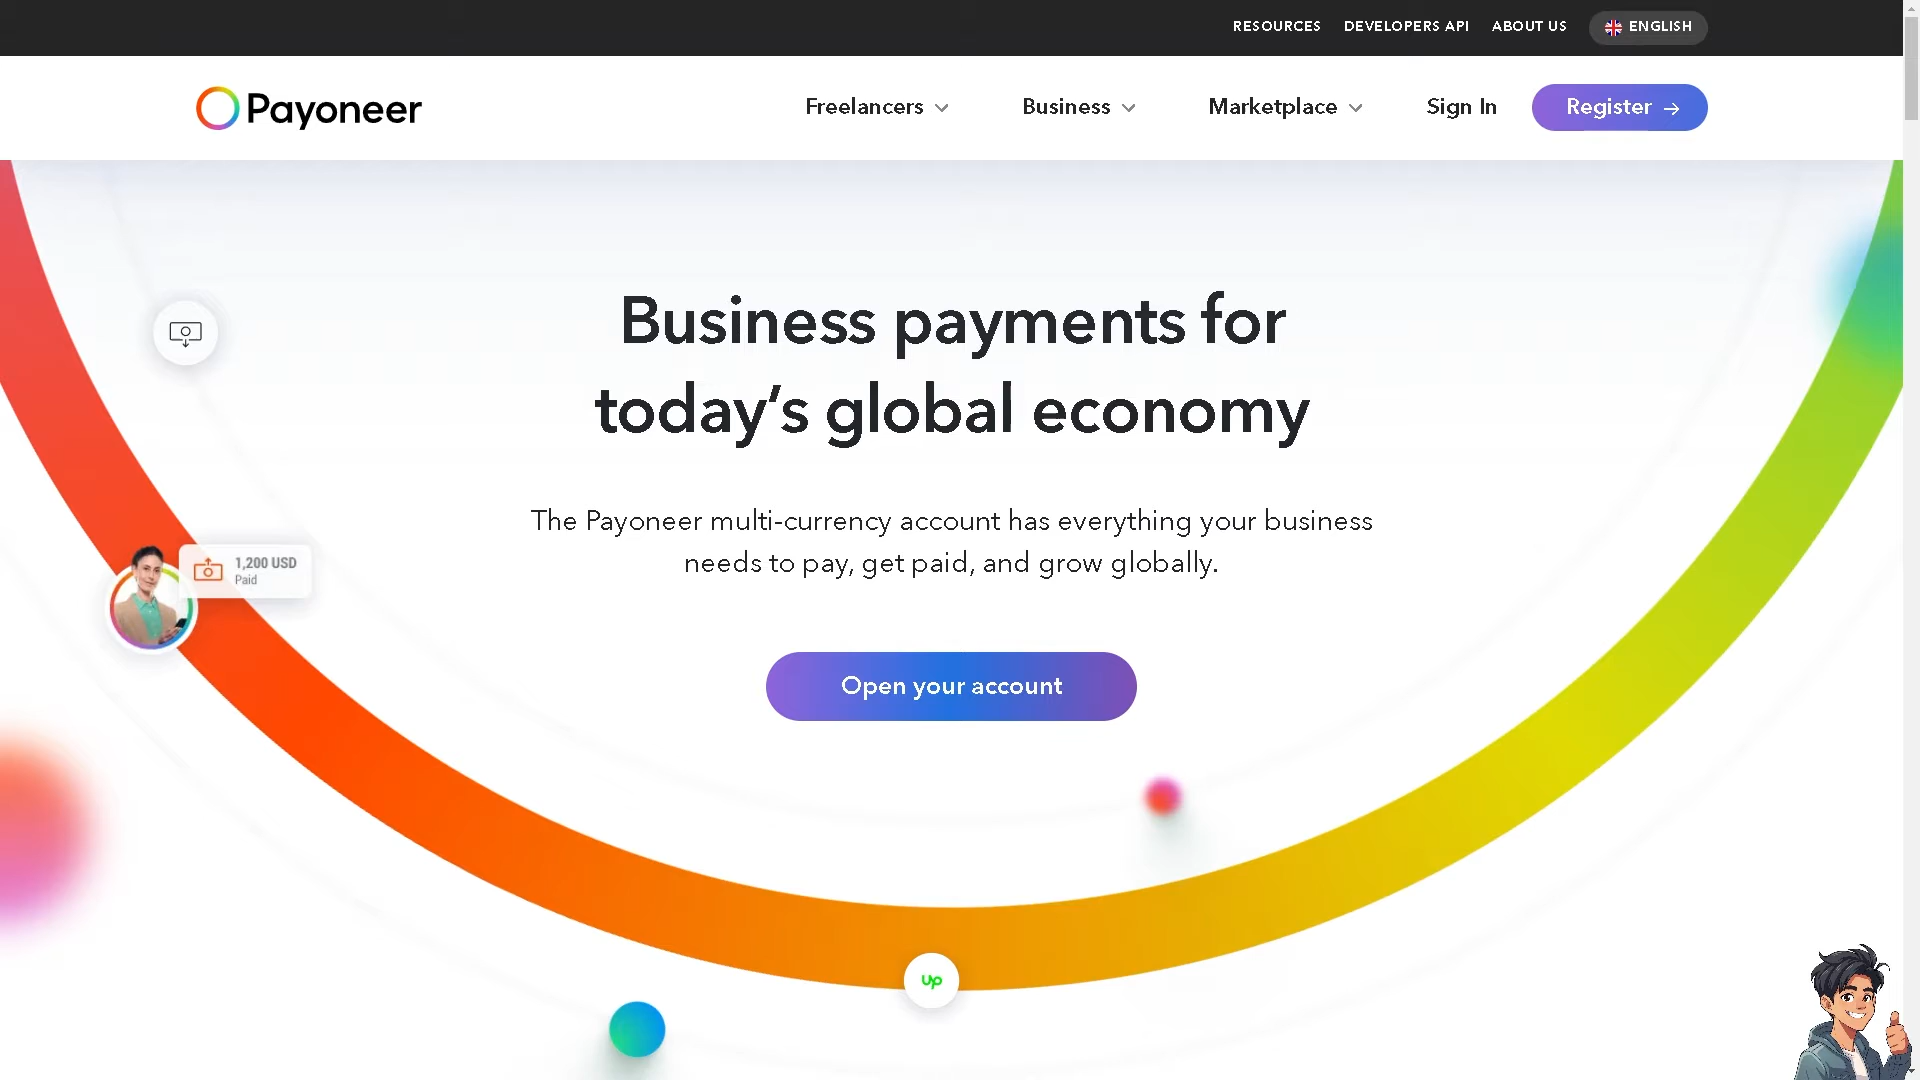 RESOURCES DEVELOPERS API ABOUT US ENGLISH
Payoneer Freelancers Business Marketplace Sign In Register
Business payments for
today’s global economy
The Payoneer multi-currency account has everything your business
needs to pay, get paid, and grow globally.
1,200 USD
Paid
Open your account
up